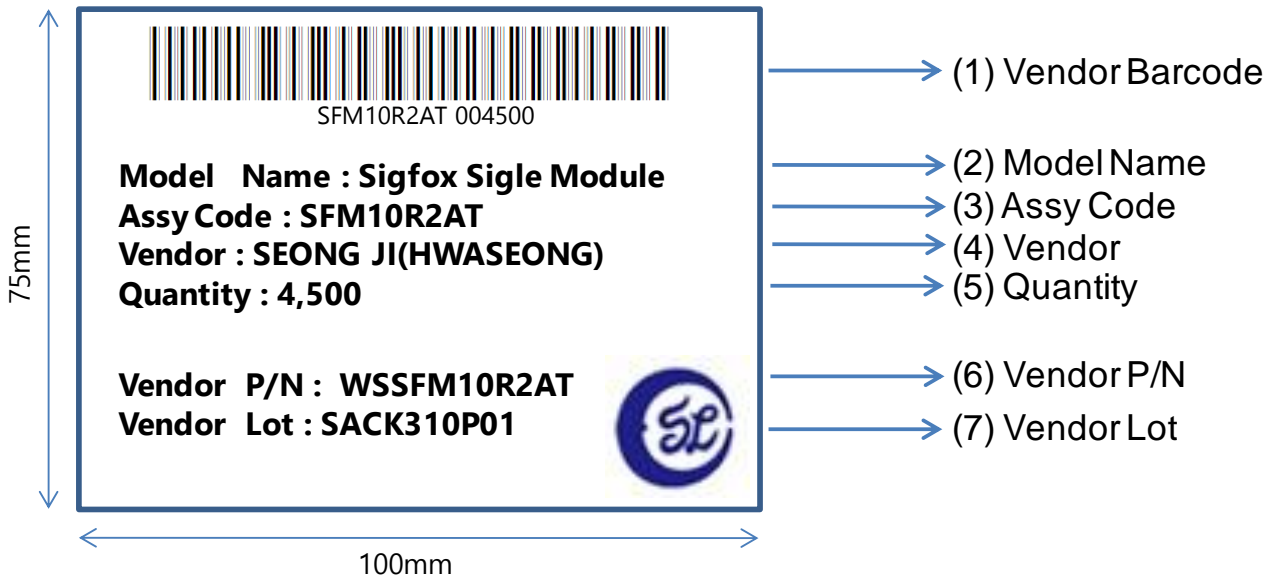 SFM10R2AT 004500
(1) Vendor Barcode
Model Name : Sigfox Sigle Module
(2) Model Name
Assy Code : SFM10R2AT
(3) Assy Code
Vendor : SEONG JI(HWASEONG)
(4) Vendor
Quantity : 4,500
(5) Quantity
Vendor P/N : WSSFM10R2AT
(6) Vendor P/N
Vendor Lot : SACK310P01
(7) Vendor Lot
75mm
100mm